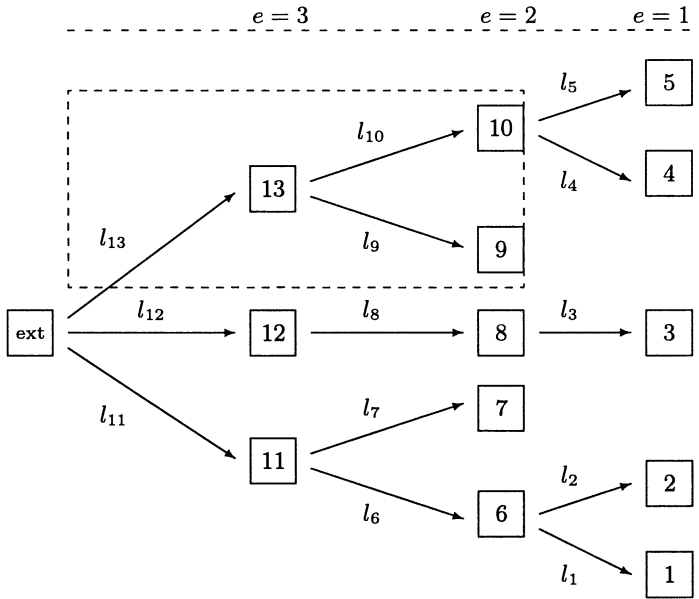 e = 3 e = 2 e = 1
l₅ 5
10
l₁₀
13 l₄ 4
l₁₃ l₉ 9
l₁₂ l₈ l₃
ext 12 8 3
l₁₁ l₇ 7
11
l₂ 2
l₆ 6
l₁ 1